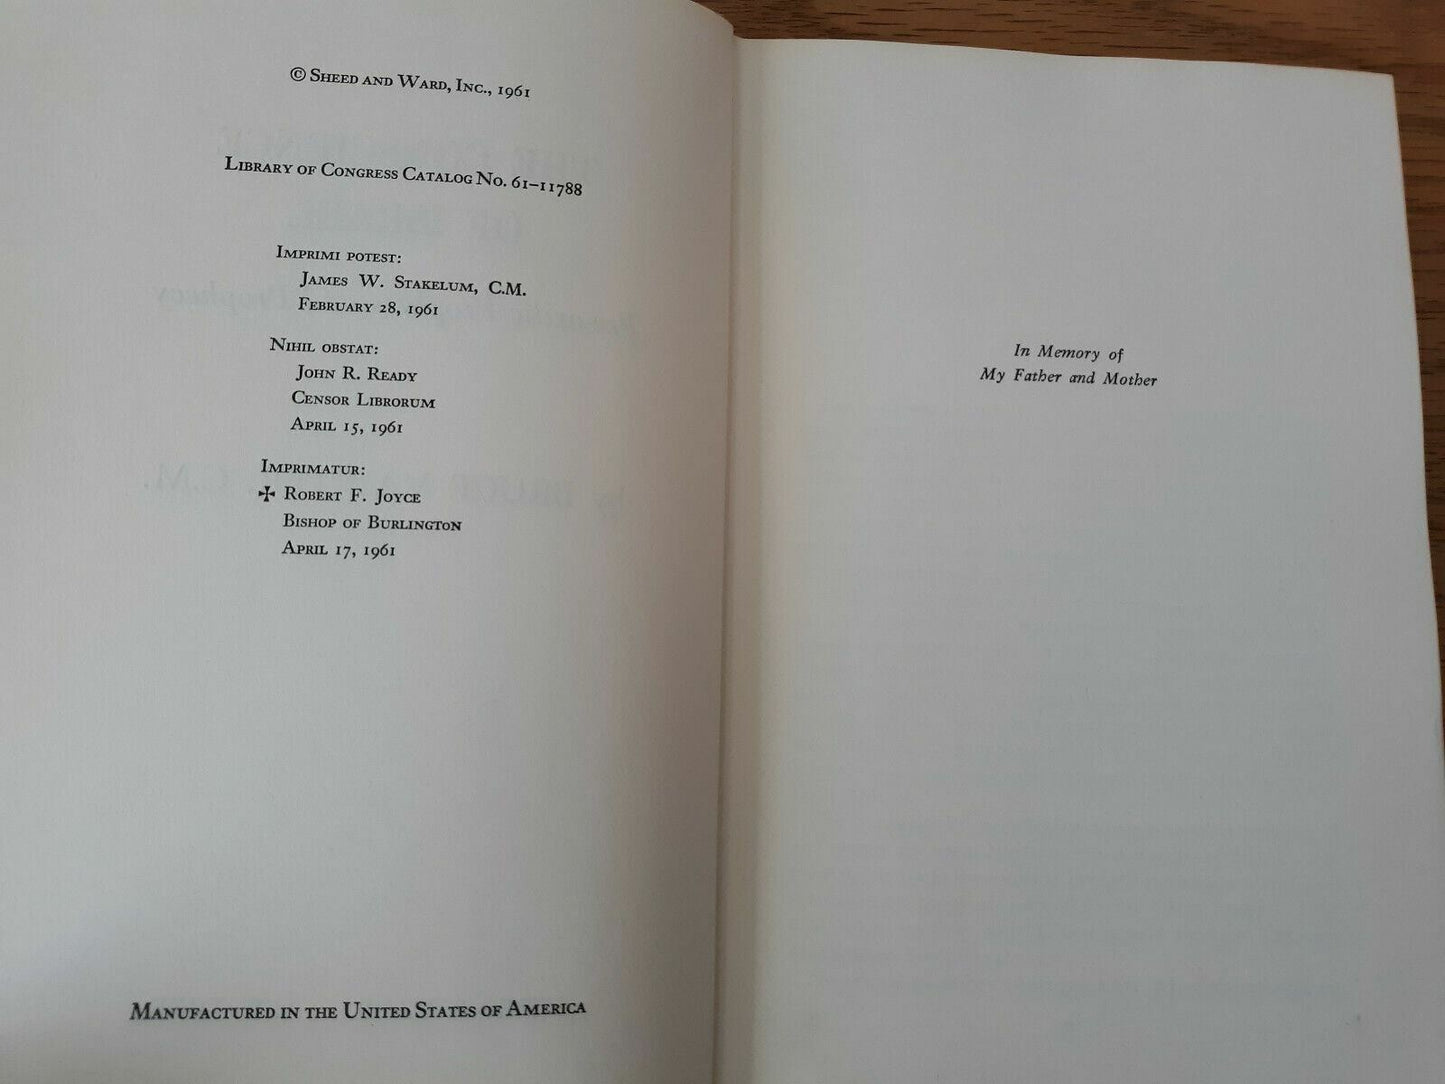 © Sheed and Ward, Inc., 1961
Library of Congress Catalog No. 61–11788
Imprimi potest:
James W. Stakelum, C.M.
February 28, 1961
Nihil obstat:
John R. Ready
Censor Librorum
April 15, 1961
Imprimatur:
✠ Robert F. Joyce
Bishop of Burlington
April 17, 1961
Manufactured in the United States of America
In Memory of
My Father and Mother